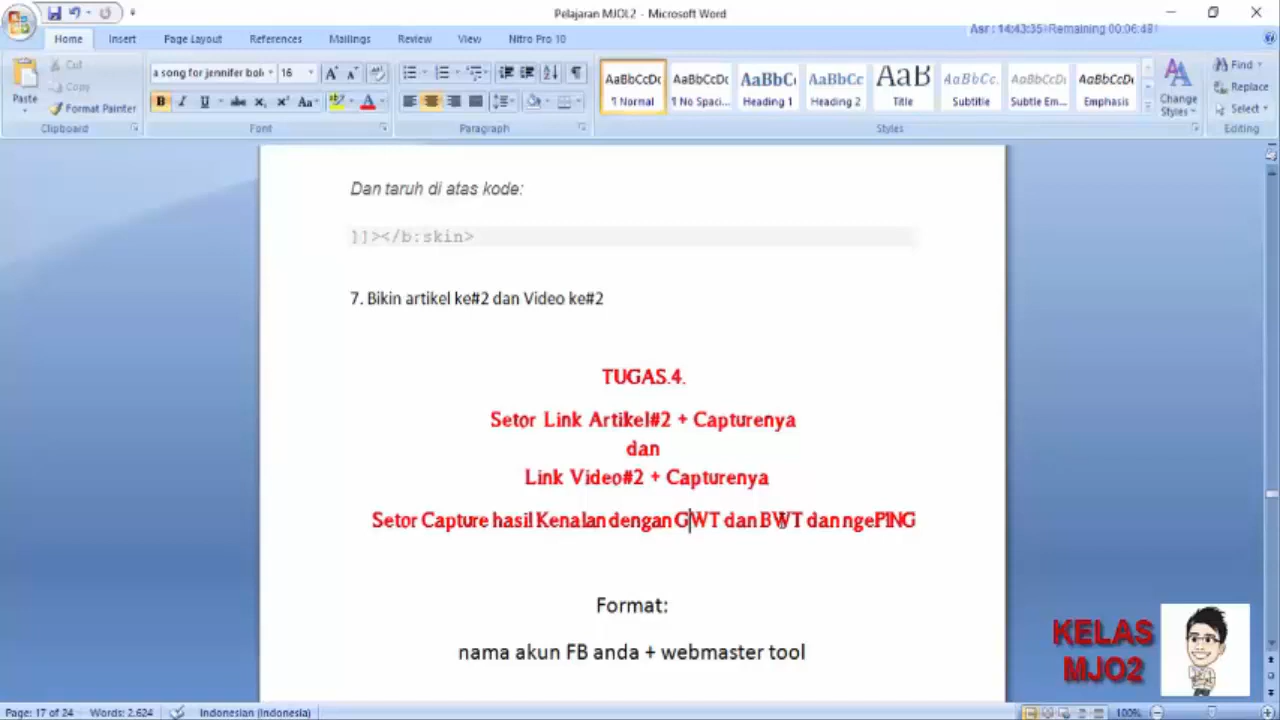 Pelajaran MJOL2 - Microsoft Word
Asr : 14:43:35 Remaining 00:06:48
Home Insert Page Layout References Mailings Review View Nitro Pro 10
Cut
Copy
Format Painter
Paste
Clipboard
a song for jennifer bol 16
Font
Paragraph
AaBbCcDc AaBbCcDc AaBbC AaBbCc AaB AaBbCc. AaBbCcDc AaBbCcDc
¶ Normal ¶ No Spaci... Heading 1 Heading 2 Title Subtitle Subtle Em... Emphasis
Change Styles
Styles
Find
Replace
Select
Editing
Dan taruh di atas kode:
]]></b:skin>
7. Bikin artikel ke#2 dan Video ke#2
TUGAS.4.
Setor Link Artikel#2 + Capturenya
dan
Link Video#2 + Capturenya
Setor Capture hasil Kenalan dengan GWT dan BWT dan ngePING
Format:
nama akun FB anda + webmaster tool
KELAS
MJO2
Page: 17 of 24 Words: 2.624 Indonesian (Indonesia) 100%